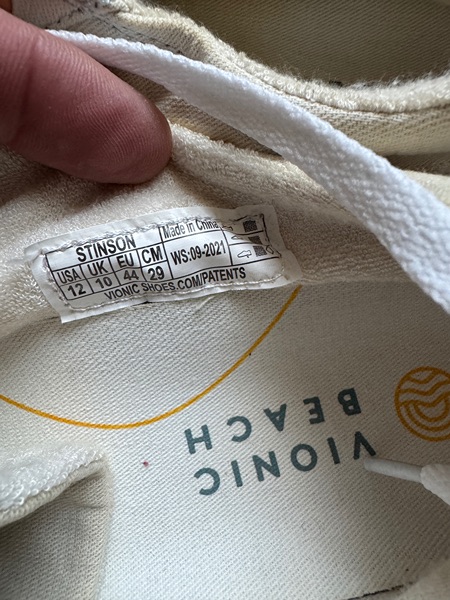 STINSON
Made in China
USA UK EU CM
WS:09-2021
12 10 44 29
VIONIC SHOES.COM/PATENTS
VIONIC
BEACH